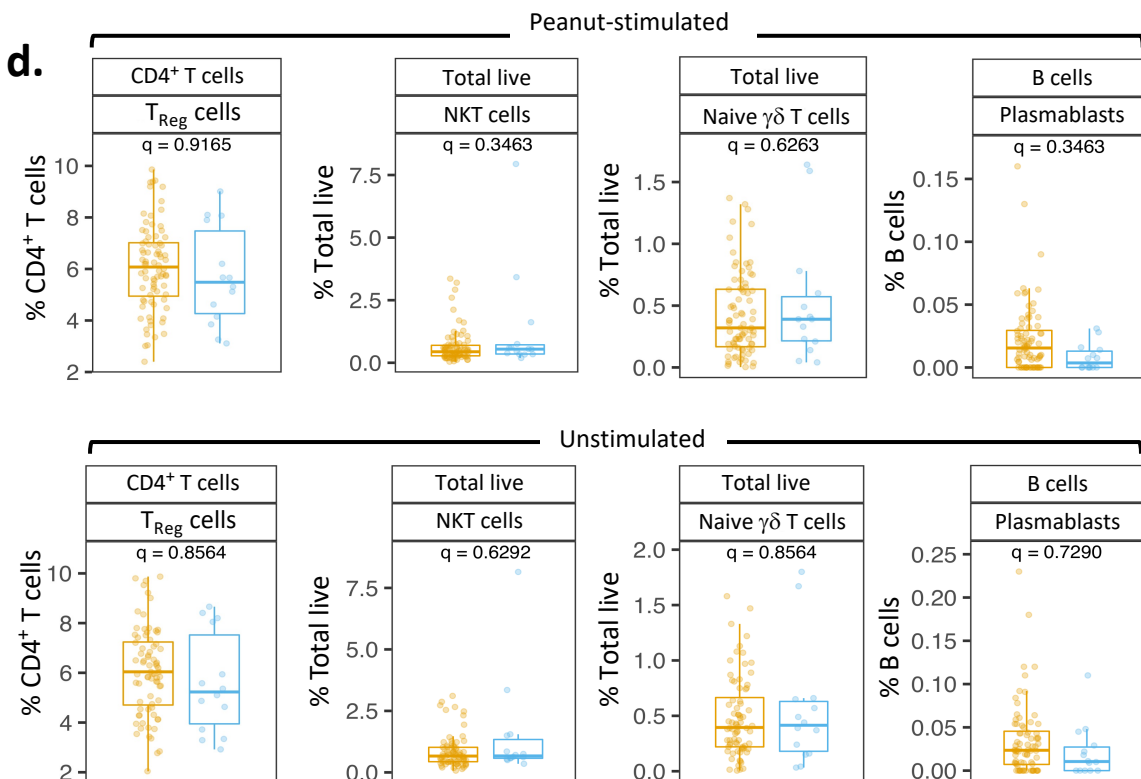 Peanut-stimulated
d.
CD4⁺ T cells
T_Reg cells
q = 0.9165
% CD4⁺ T cells
10
8
6
4
2
Total live
NKT cells
q = 0.3463
% Total live
7.5
5.0
2.5
0.0
Total live
Naive γδ T cells
q = 0.6263
% Total live
1.5
1.0
0.5
0.0
B cells
Plasmablasts
q = 0.3463
% B cells
0.15
0.10
0.05
0.00
Unstimulated
CD4⁺ T cells
T_Reg cells
q = 0.8564
% CD4⁺ T cells
10
8
6
4
2
Total live
NKT cells
q = 0.6292
% Total live
7.5
5.0
2.5
0.0
Total live
Naive γδ T cells
q = 0.8564
% Total live
2.0
1.5
1.0
0.5
0.0
B cells
Plasmablasts
q = 0.7290
% B cells
0.25
0.20
0.15
0.10
0.05
0.00